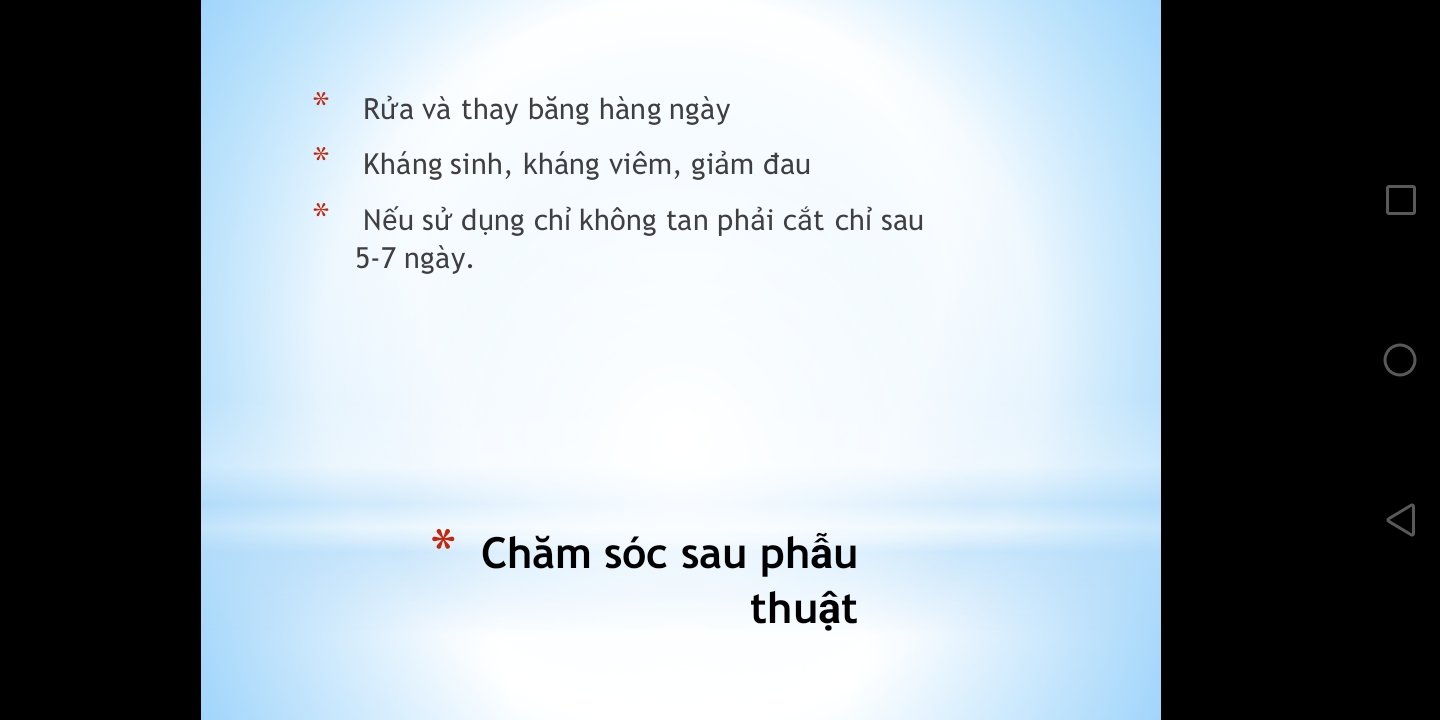 * Rửa và thay băng hàng ngày
* Kháng sinh, kháng viêm, giảm đau
* Nếu sử dụng chỉ không tan phải cắt chỉ sau
5-7 ngày.
* Chăm sóc sau phẫu
thuật